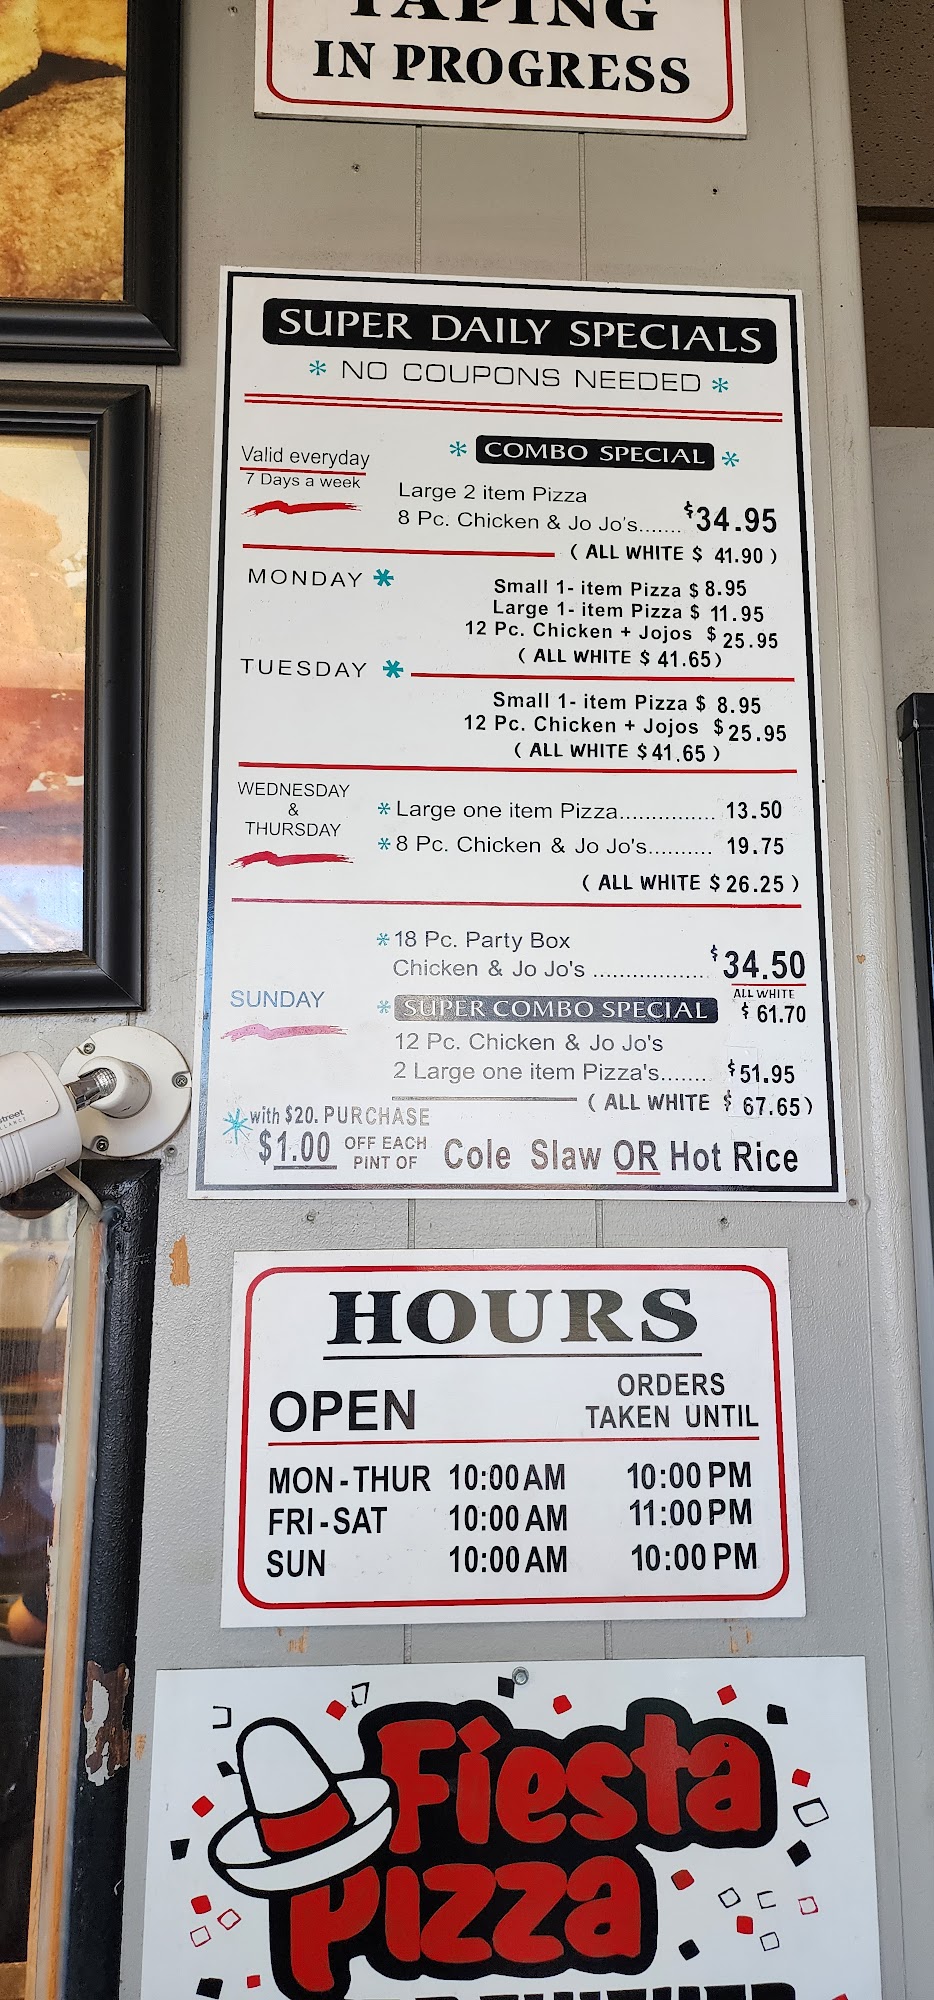 TAPING
IN PROGRESS
SUPER DAILY SPECIALS
* NO COUPONS NEEDED *
Valid everyday
7 Days a week
* COMBO SPECIAL *
Large 2 item Pizza
8 Pc. Chicken & Jo Jo's....... $34.95
( ALL WHITE $ 41.90 )
MONDAY *
Small 1- item Pizza $ 8.95
Large 1- item Pizza $ 11.95
12 Pc. Chicken + Jojos $ 25.95
( ALL WHITE $ 41.65)
TUESDAY *
Small 1- item Pizza $ 8.95
12 Pc. Chicken + Jojos $25.95
( ALL WHITE $41.65 )
WEDNESDAY
&
THURSDAY
* Large one item Pizza............... 13.50
* 8 Pc. Chicken & Jo Jo's.......... 19.75
( ALL WHITE $ 26.25 )
SUNDAY
* 18 Pc. Party Box
Chicken & Jo Jo's .................. $34.50
ALL WHITE
$ 61.70
* SUPER COMBO SPECIAL
12 Pc. Chicken & Jo Jo's
2 Large one item Pizza's....... $51.95
( ALL WHITE $ 67.65)
* with $20. PURCHASE
$1.00 OFF EACH PINT OF Cole Slaw OR Hot Rice
HOURS
OPEN ORDERS TAKEN UNTIL
MON-THUR 10:00 AM 10:00 PM
FRI-SAT 10:00 AM 11:00 PM
SUN 10:00 AM 10:00 PM
Fiesta
Pizza